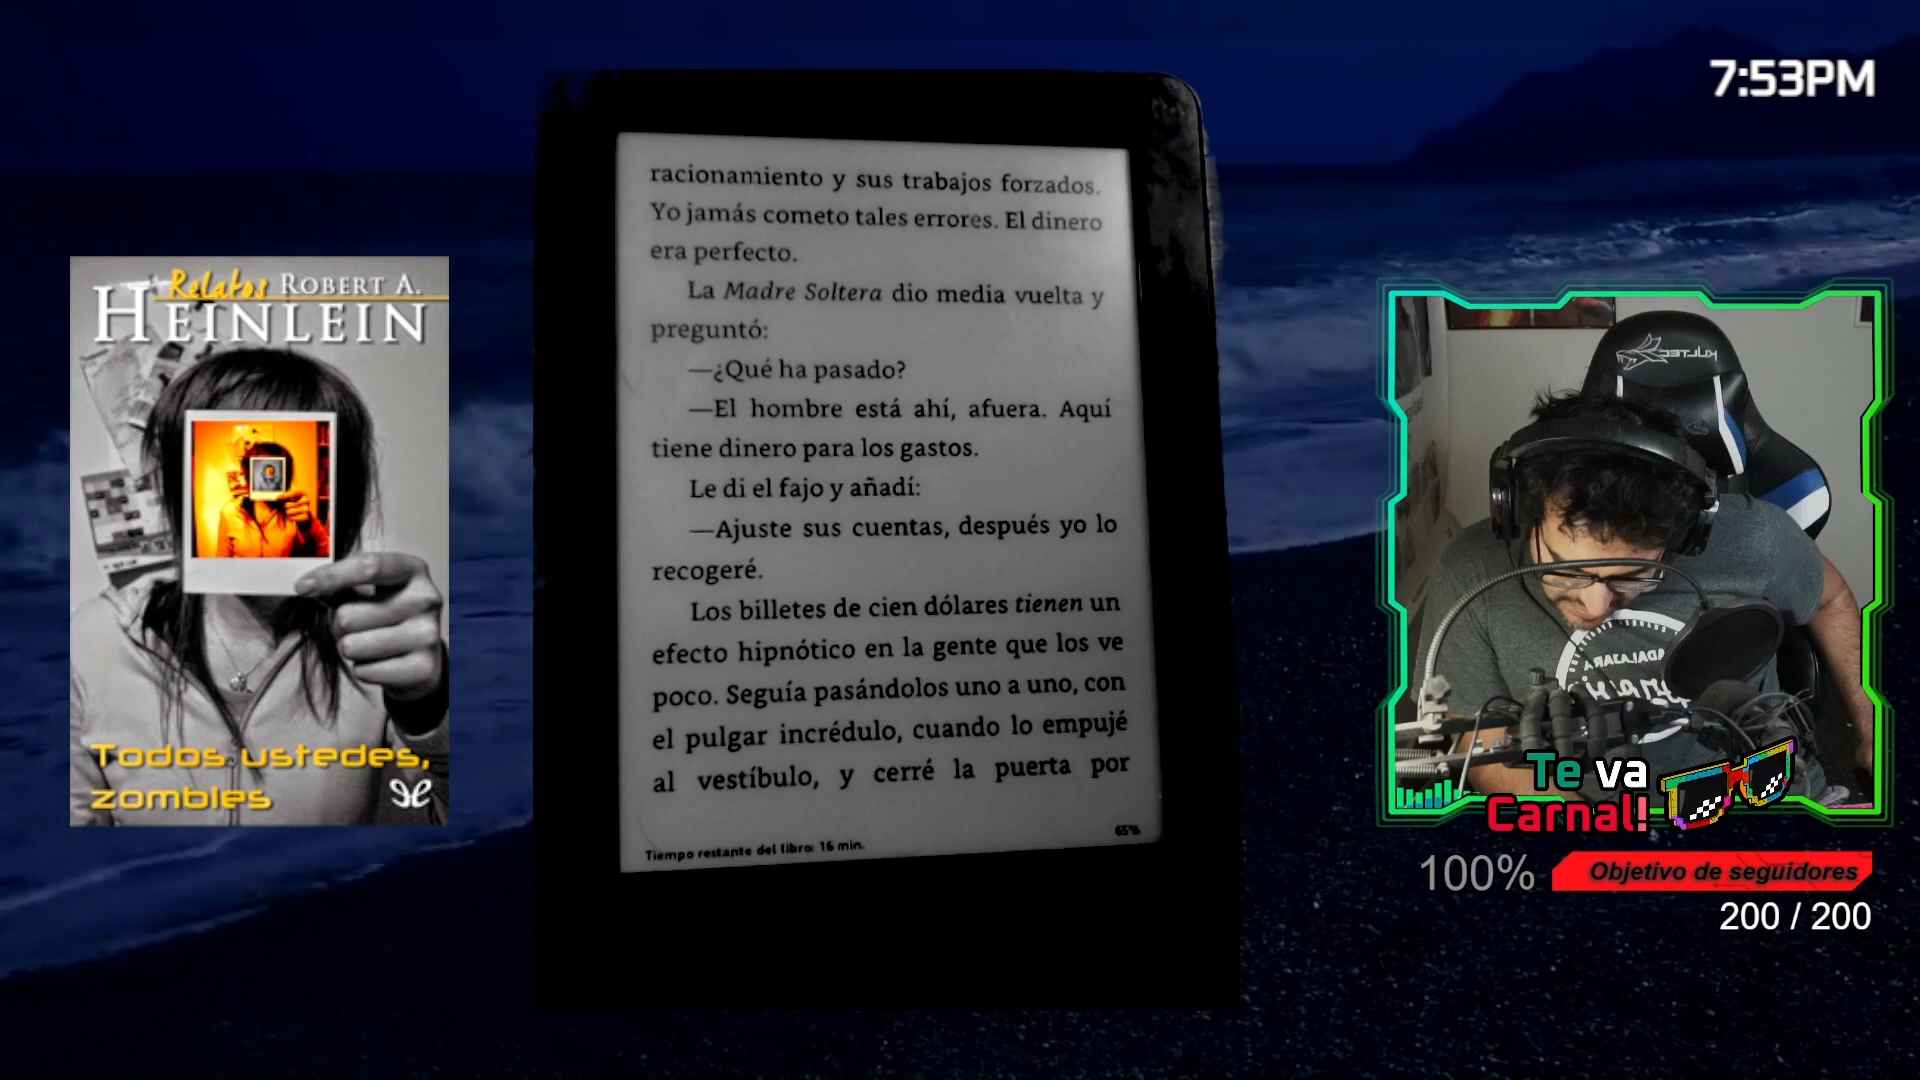 7:53PM
Relatos ROBERT A.
HEINLEIN
Todos ustedes,
zombies
racionamiento y sus trabajos forzados.
Yo jamás cometo tales errores. El dinero
era perfecto.
La Madre Soltera dio media vuelta y
preguntó:
—¿Qué ha pasado?
—El hombre está ahí, afuera. Aquí
tiene dinero para los gastos.
Le di el fajo y añadí:
—Ajuste sus cuentas, después yo lo
recogeré.
Los billetes de cien dólares tienen un
efecto hipnótico en la gente que los ve
poco. Seguía pasándolos uno a uno, con
el pulgar incrédulo, cuando lo empujé
al vestíbulo, y cerré la puerta por
Tiempo restante del libro: 16 min.
65%
Te va
Carnal!
100%
Objetivo de seguidores
200 / 200